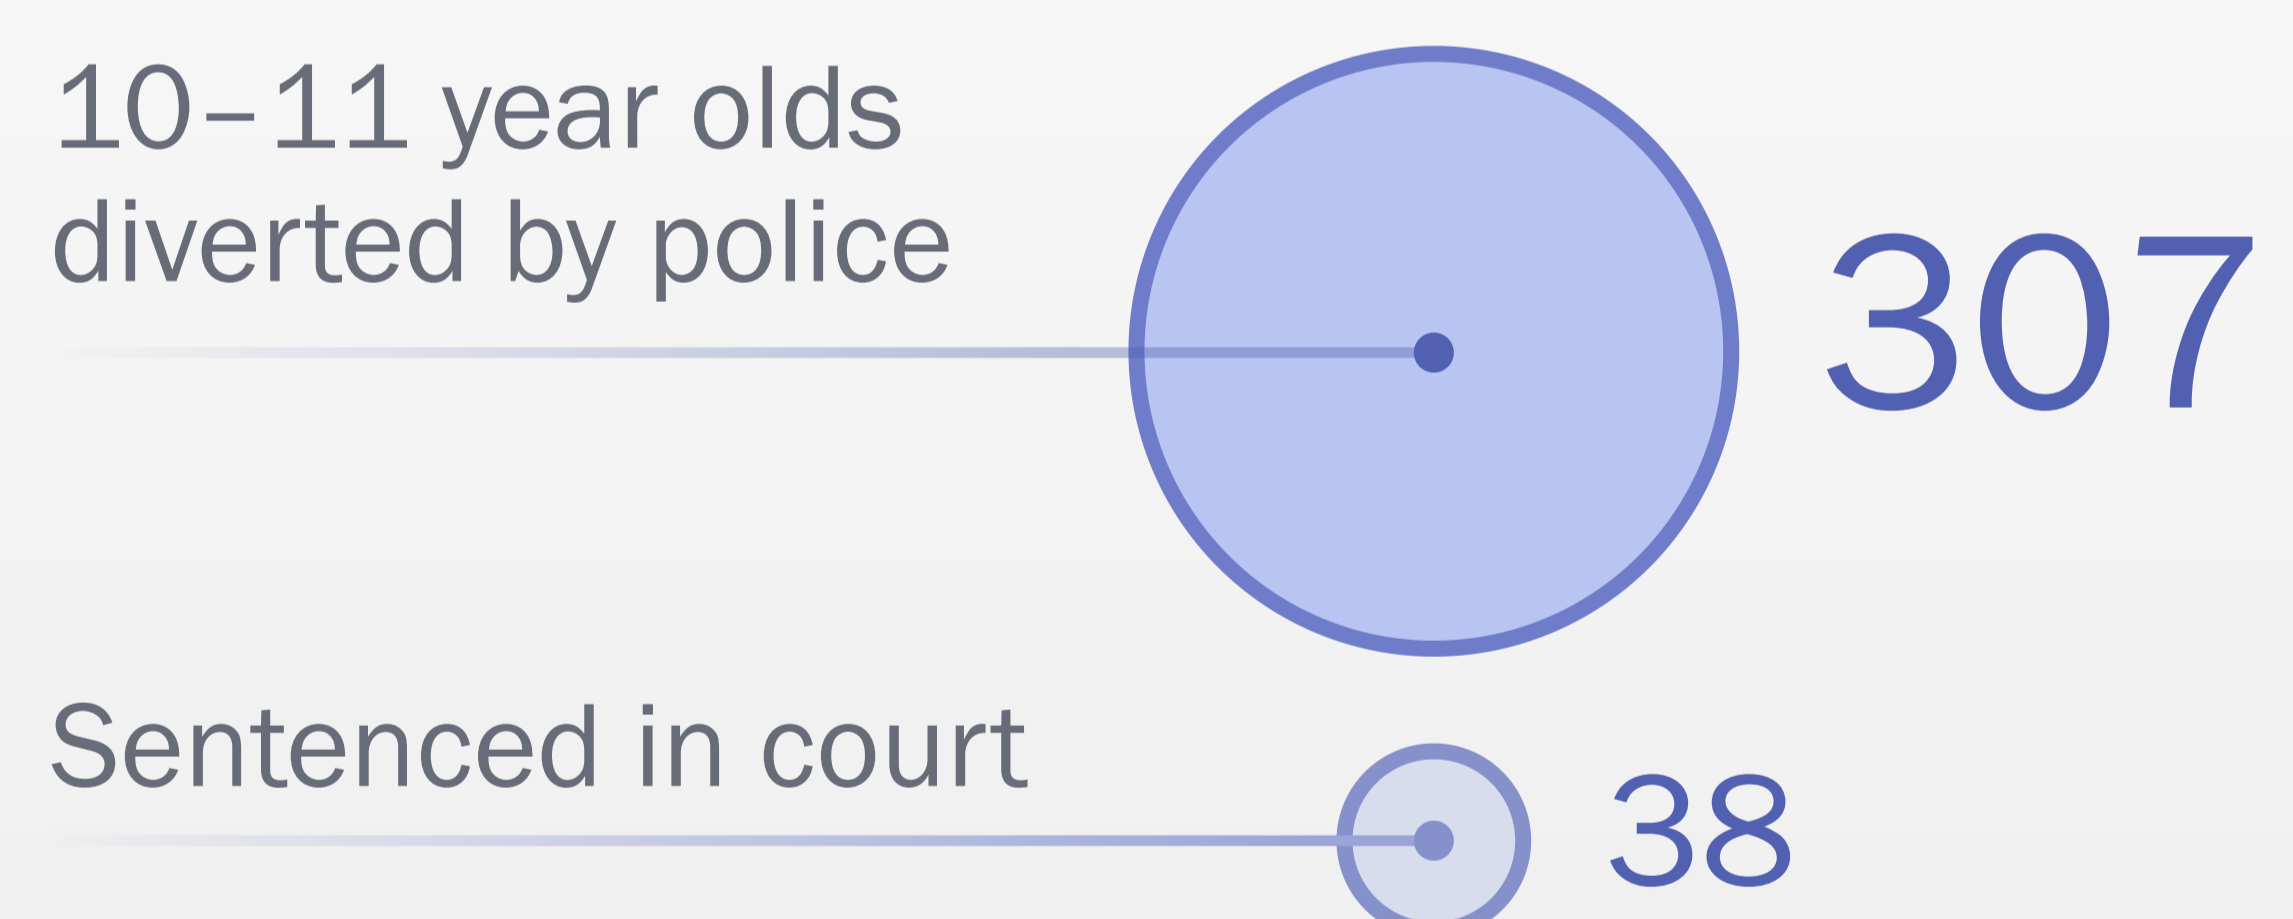 10–11 year olds
diverted by police
307
Sentenced in court
38